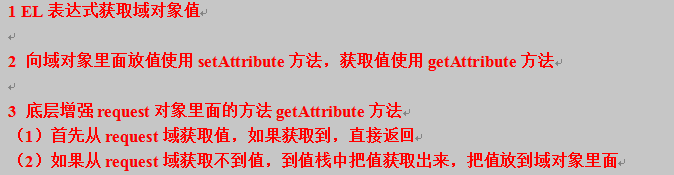 1 EL 表达式获取域对象值
2 向域对象里面放值使用 setAttribute 方法，获取值使用 getAttribute 方法
3 底层增强 request 对象里面的方法 getAttribute 方法
（1）首先从 request 域获取值，如果获取到，直接返回
（2）如果从 request 域获取不到值，到值栈中把值获取出来，把值放到域对象里面